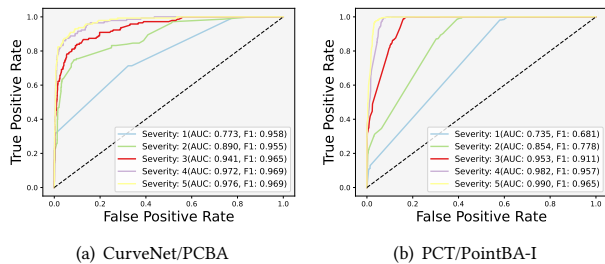 True Positive Rate
1.0
0.8
0.6
0.4
0.2
0.0
Severity: 1(AUC: 0.773, F1: 0.958)
Severity: 2(AUC: 0.890, F1: 0.955)
Severity: 3(AUC: 0.941, F1: 0.965)
Severity: 4(AUC: 0.972, F1: 0.969)
Severity: 5(AUC: 0.976, F1: 0.969)
0.0 0.2 0.4 0.6 0.8 1.0
False Positive Rate
(a) CurveNet/PCBA
True Positive Rate
1.0
0.8
0.6
0.4
0.2
0.0
Severity: 1(AUC: 0.735, F1: 0.681)
Severity: 2(AUC: 0.854, F1: 0.778)
Severity: 3(AUC: 0.953, F1: 0.911)
Severity: 4(AUC: 0.982, F1: 0.957)
Severity: 5(AUC: 0.990, F1: 0.965)
0.0 0.2 0.4 0.6 0.8 1.0
False Positive Rate
(b) PCT/PointBA-I